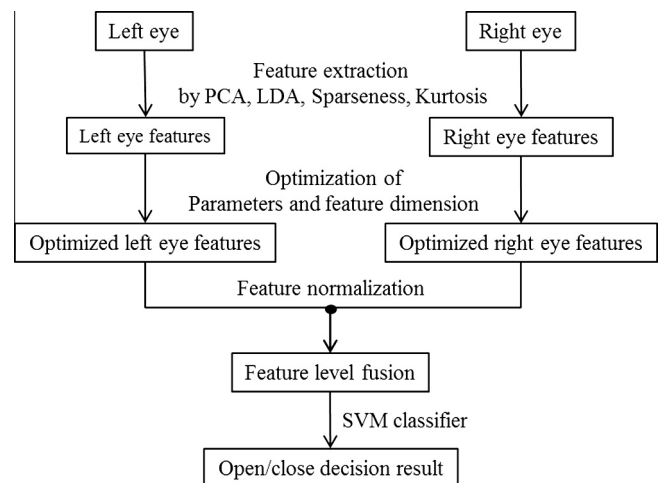 Left eye
Right eye
Feature extraction
by PCA, LDA, Sparseness, Kurtosis
Left eye features
Right eye features
Optimization of
Parameters and feature dimension
Optimized left eye features
Optimized right eye features
Feature normalization
Feature level fusion
SVM classifier
Open/close decision result